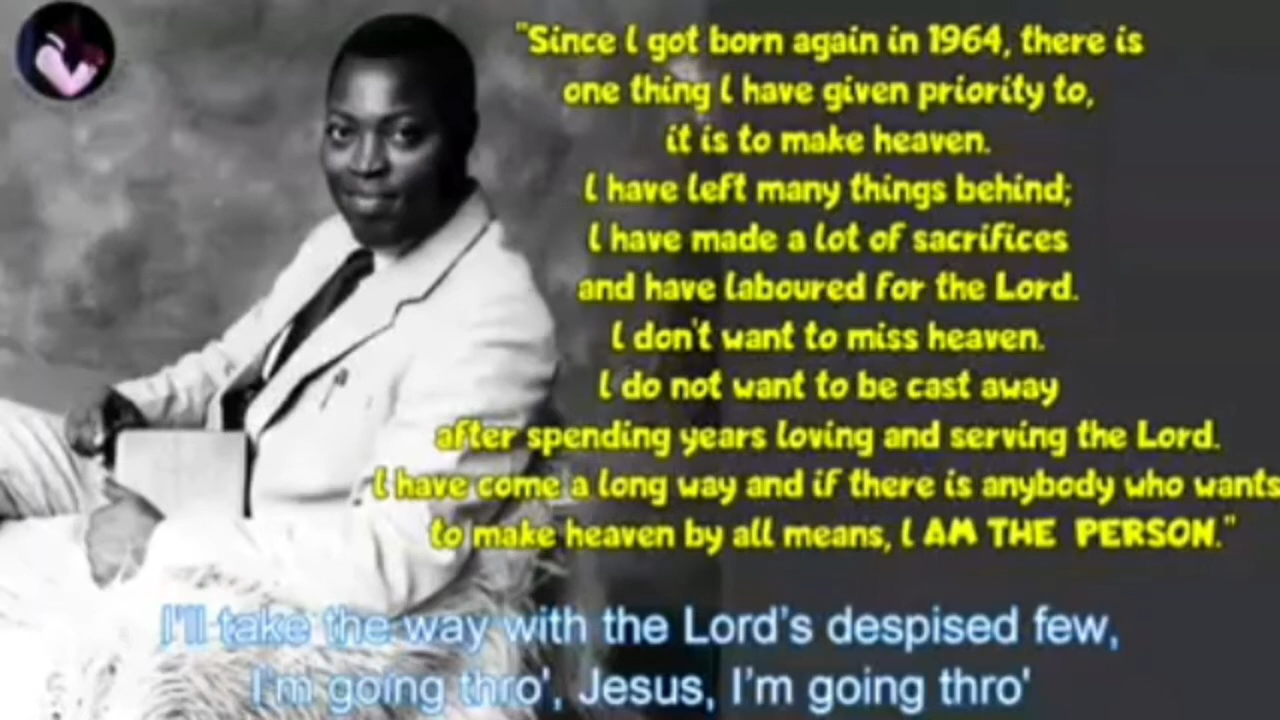 "Since I got born again in 1964, there is
one thing I have given priority to,
it is to make heaven.
I have left many things behind;
I have made a lot of sacrifices
and have laboured for the Lord.
I don't want to miss heaven.
I do not want to be cast away
after spending years loving and serving the Lord.
I have come a long way and if there is anybody who wants
to make heaven by all means, I AM THE PERSON."
I'll take the way with the Lord's despised few,
I'm going thro', Jesus, I'm going thro'